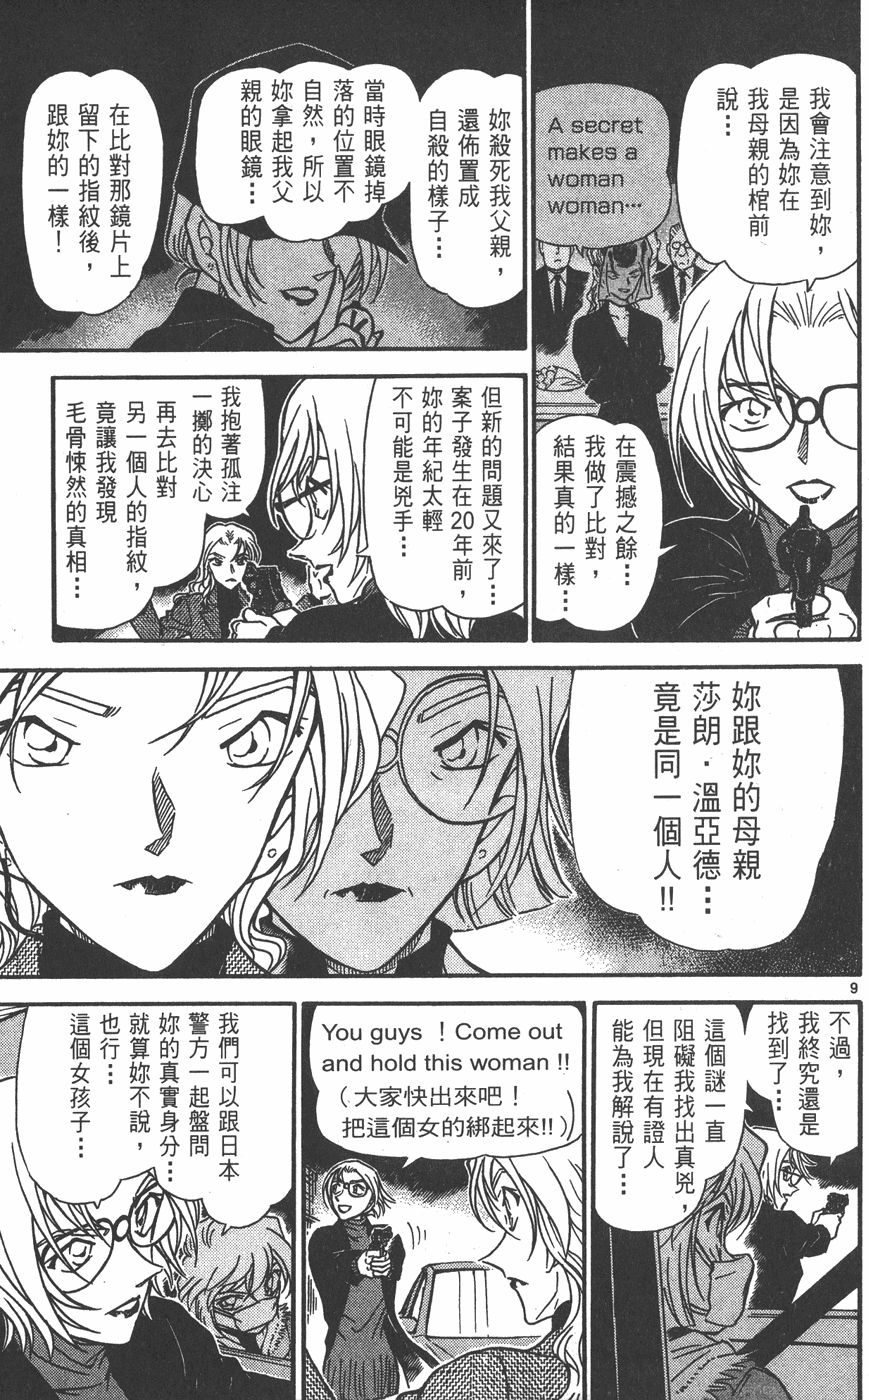 我會注意到妳，
是因為妳在
我母親的棺前
說…
A secret
makes a
woman
woman…
在震撼之餘…
我做了比對，
結果真的一樣…
妳殺死我父親，
還佈置成
自殺的樣子…
當時眼鏡掉
落的位置不
自然，所以
妳拿起我父
親的眼鏡…
在比對那鏡片上
留下的指紋後，
跟妳的一樣！
但新的問題又來了…
案子發生在20年前，
妳的年紀太輕
不可能是兇手…
我抱著孤注
一擲的決心
再去比對
另一個人的指紋，
竟讓我發現
毛骨悚然的真相…
妳跟妳的母親
莎朗．溫亞德…
竟是同一個人!!
9
不過，
我終究還是
找到了…
這個謎一直
阻礙我找出真兇，
但現在有證人
能為我解說了…
You guys ！Come out
and hold this woman !!
（大家快出來吧！
把這個女的綁起來!!）
我們可以跟日本
警方一起盤問
妳的真實身分…
就算妳不說，
也行…
這個女孩子…